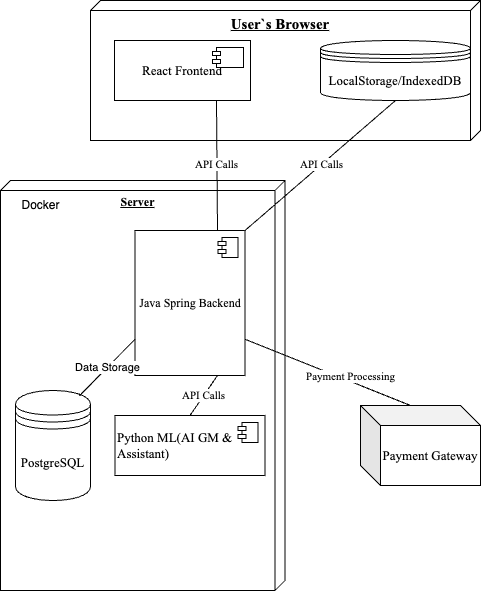 User`s Browser
React Frontend
LocalStorage/IndexedDB
API Calls
API Calls
Docker
Server
Java Spring Backend
Data Storage
Payment Processing
API Calls
Python ML(AI GM &
Assistant)
PostgreSQL
Payment Gateway